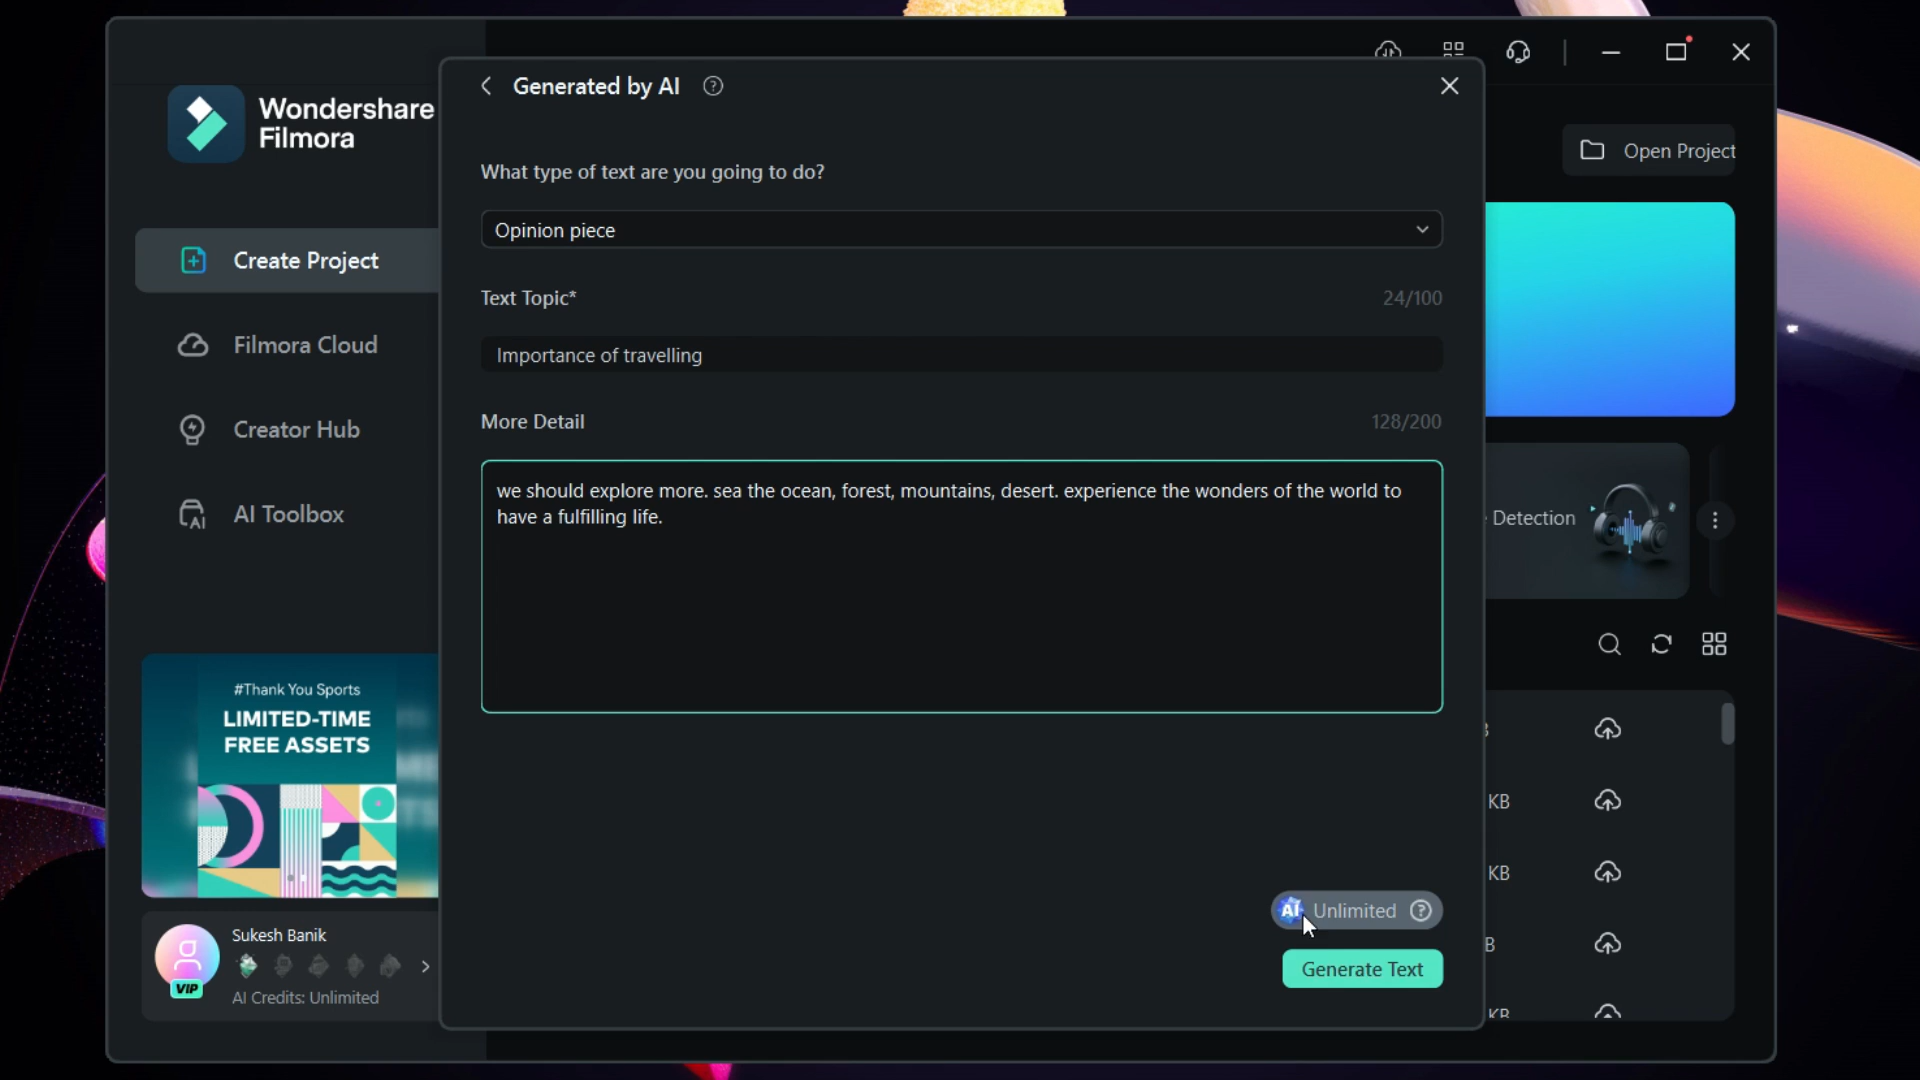 Generated by AI
Wondershare
Filmora
Open Project
What type of text are you going to do?
Opinion piece
Create Project
Text Topic*
24/100
Filmora Cloud
Importance of travelling
Creator Hub
More Detail
128/200
we should explore more. sea the ocean, forest, mountains, desert. experience the wonders of the world to
have a fulfilling life.
AI Toolbox
Detection
#Thank You Sports
LIMITED-TIME
FREE ASSETS
KB
KB
B
KB
AI Unlimited
Generate Text
Sukesh Banik
VIP
AI Credits: Unlimited